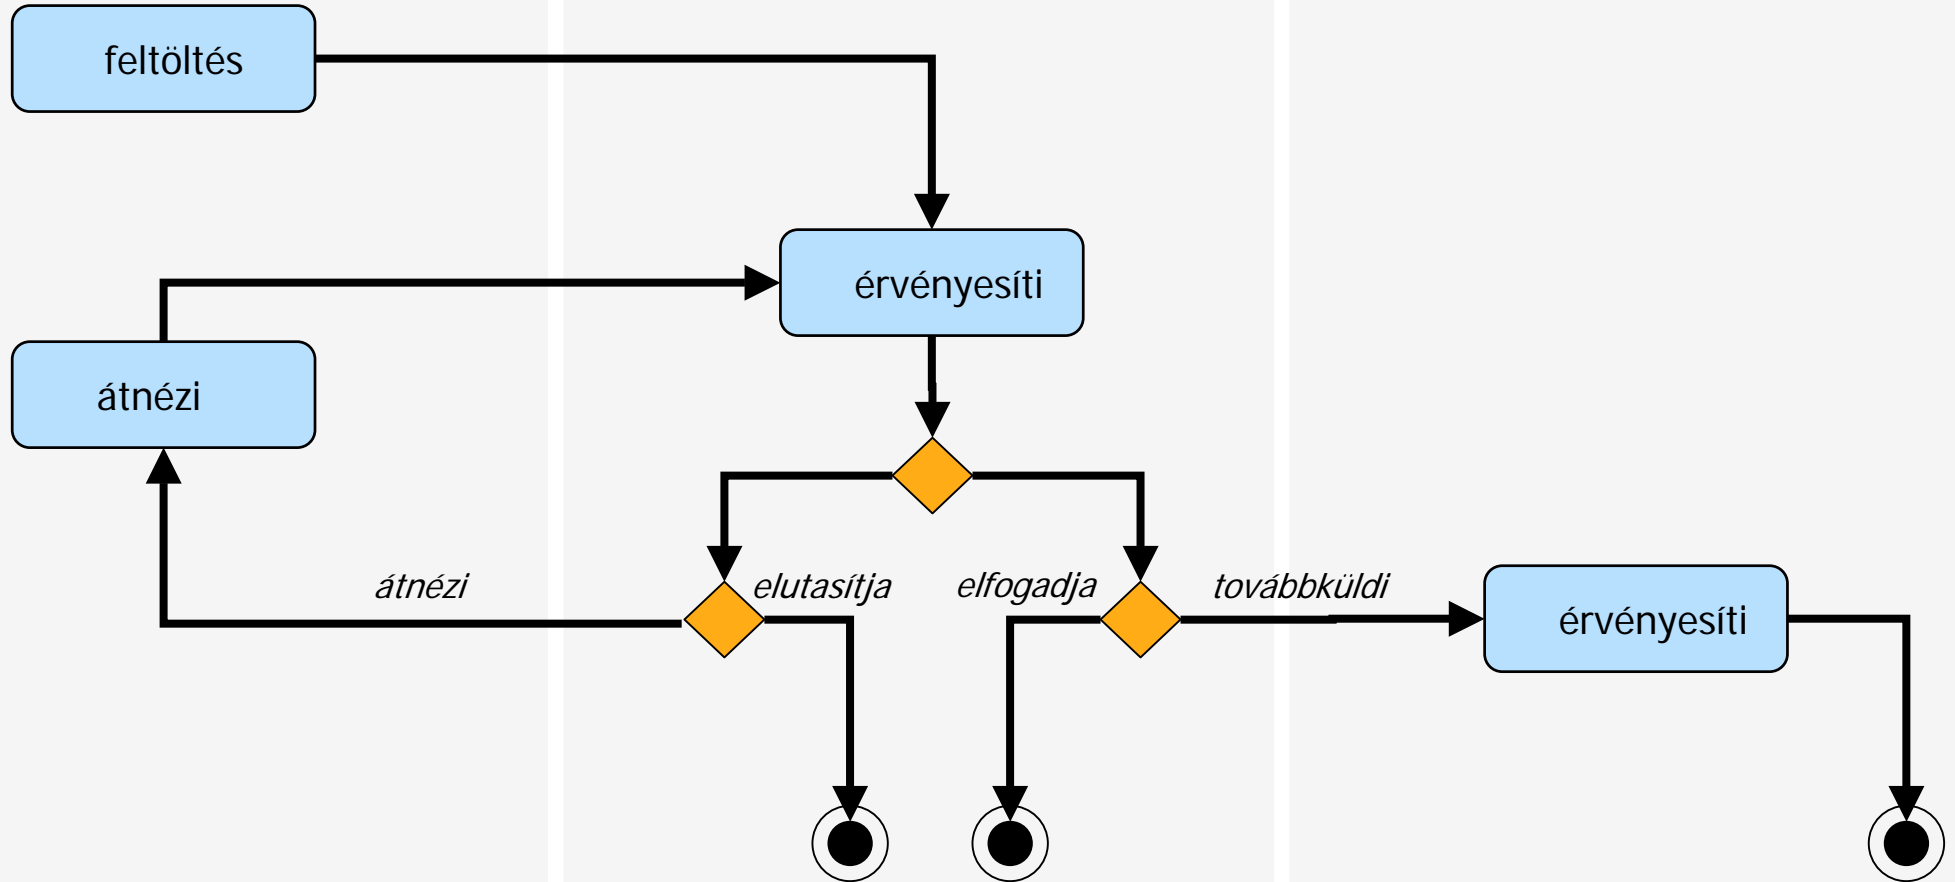 feltöltés
érvényesíti
átnézi
átnézi
elutasítja
elfogadja
továbbküldi
érvényesíti